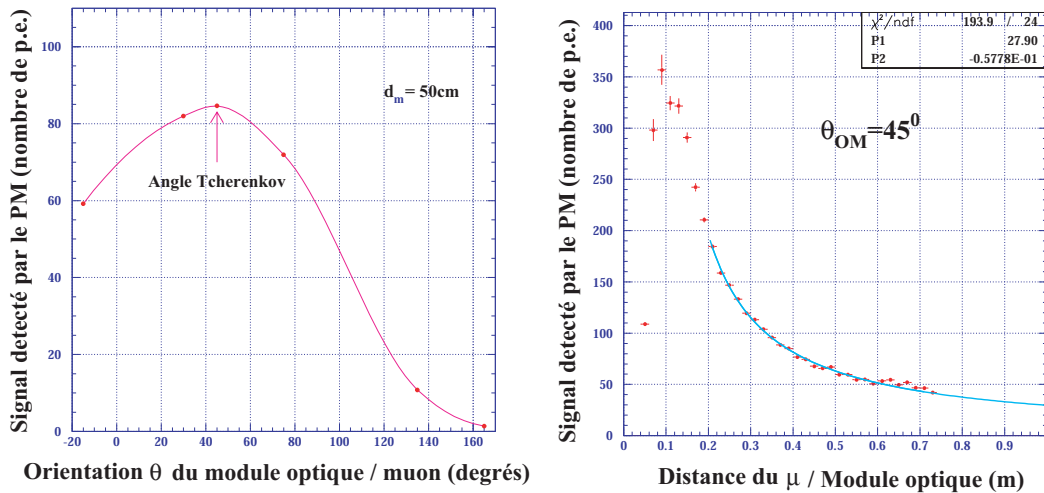 Signal detecté par le PM (nombre de p.e.)
100
80
60
40
20
0
d_m = 50cm
Angle Tcherenkov
-20 0 20 40 60 80 100 120 140 160
Orientation θ du module optique / muon (degrés)
Signal detecté par le PM (nombre de p.e.)
400
350
300
250
200
150
100
50
0
χ²/ndf 193.9 / 24
P1 27.90
P2 -0.5778E-01
θ_OM=45⁰
0 0.1 0.2 0.3 0.4 0.5 0.6 0.7 0.8 0.9
Distance du μ / Module optique (m)